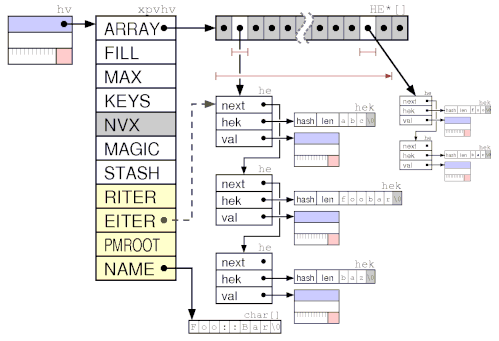 hv
xpvhv
HE*[]
ARRAY
FILL
MAX
KEYS
NVX
MAGIC
STASH
RITER
EITER
PMROOT
NAME
he
next
hek
val
hek
hash len a b c \0
he
next
hek
val
hek
hash len f o o b a r \0
he
next
hek
val
hek
hash len b a z \0
he
next
hek
val
hek
hash len
he
next
hek
val
hek
hash len
char[]
F o o : : B a r \0